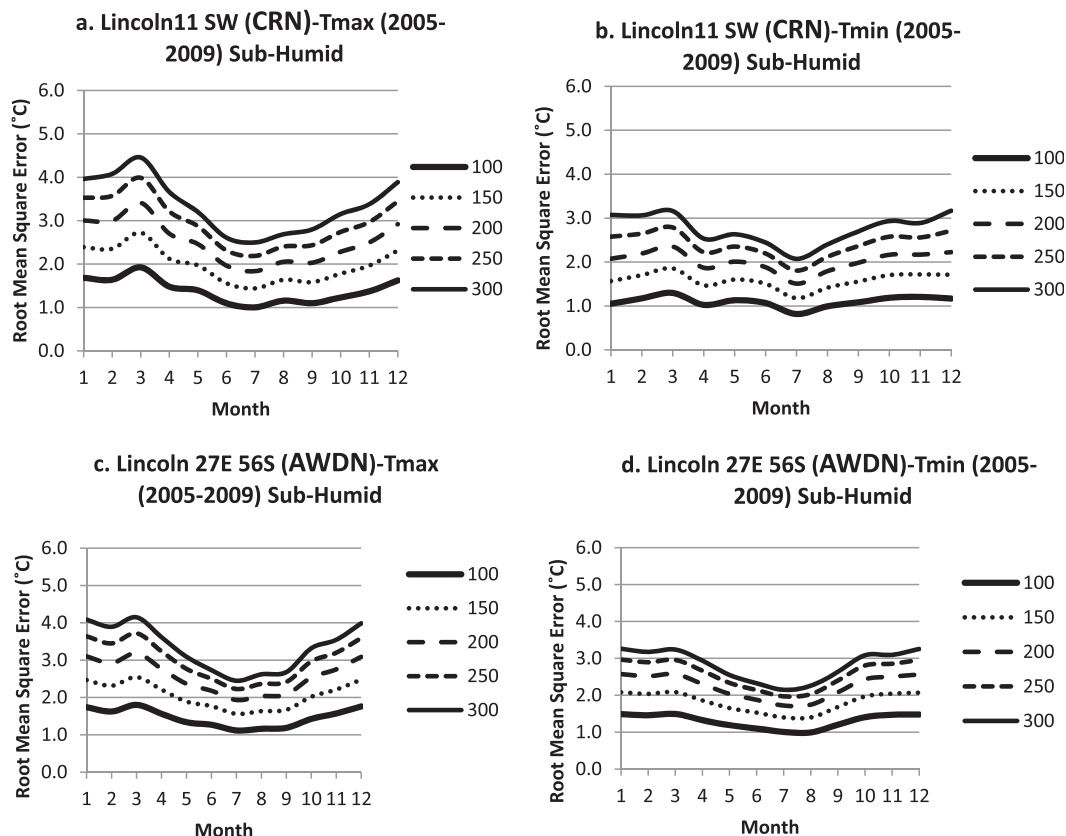 a. Lincoln11 SW (CRN)-Tmax (2005-
2009) Sub-Humid
Root Mean Square Error (˚C)
6.0
5.0
4.0
3.0
2.0
1.0
0.0
1 2 3 4 5 6 7 8 9 10 11 12
Month
100
150
200
250
300
b. Lincoln11 SW (CRN)-Tmin (2005-
2009) Sub-Humid
Root Mean Square Error (˚C)
6.0
5.0
4.0
3.0
2.0
1.0
0.0
1 2 3 4 5 6 7 8 9 10 11 12
Month
100
150
200
250
300
c. Lincoln 27E 56S (AWDN)-Tmax
(2005-2009) Sub-Humid
Root Mean Square Error (˚C)
6.0
5.0
4.0
3.0
2.0
1.0
0.0
1 2 3 4 5 6 7 8 9 10 11 12
Month
100
150
200
250
300
d. Lincoln 27E 56S (AWDN)-Tmin (2005-
2009) Sub-Humid
Root Mean Square Error (˚C)
6.0
5.0
4.0
3.0
2.0
1.0
0.0
1 2 3 4 5 6 7 8 9 10 11 12
Month
100
150
200
250
300